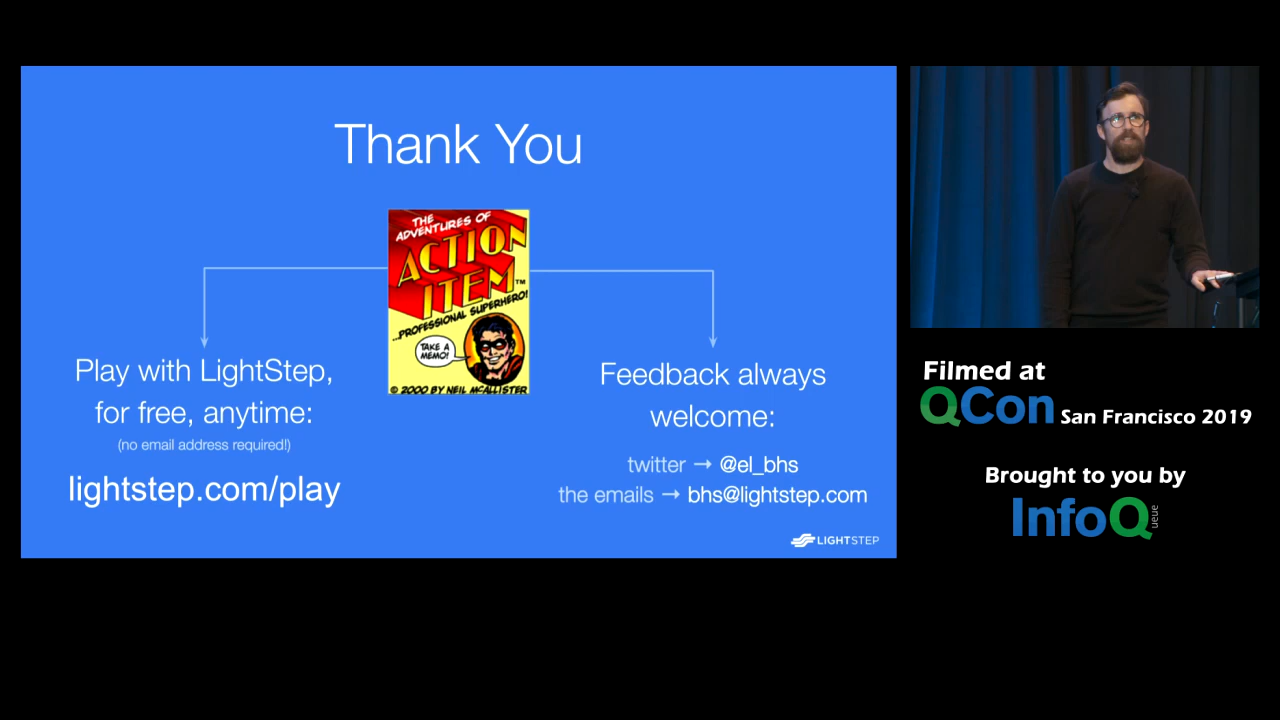 Thank You
THE
ADVENTURES OF
ACTION
ITEM™
...PROFESSIONAL SUPERHERO!
TAKE A
MEMO!
© 2000 BY NEIL MCALLISTER
Play with LightStep,
for free, anytime:
(no email address required!)
lightstep.com/play
Feedback always
welcome:
twitter → @el_bhs
the emails → bhs@lightstep.com
LIGHTSTEP
Filmed at
QCon San Francisco 2019
Brought to you by
InfoQueue